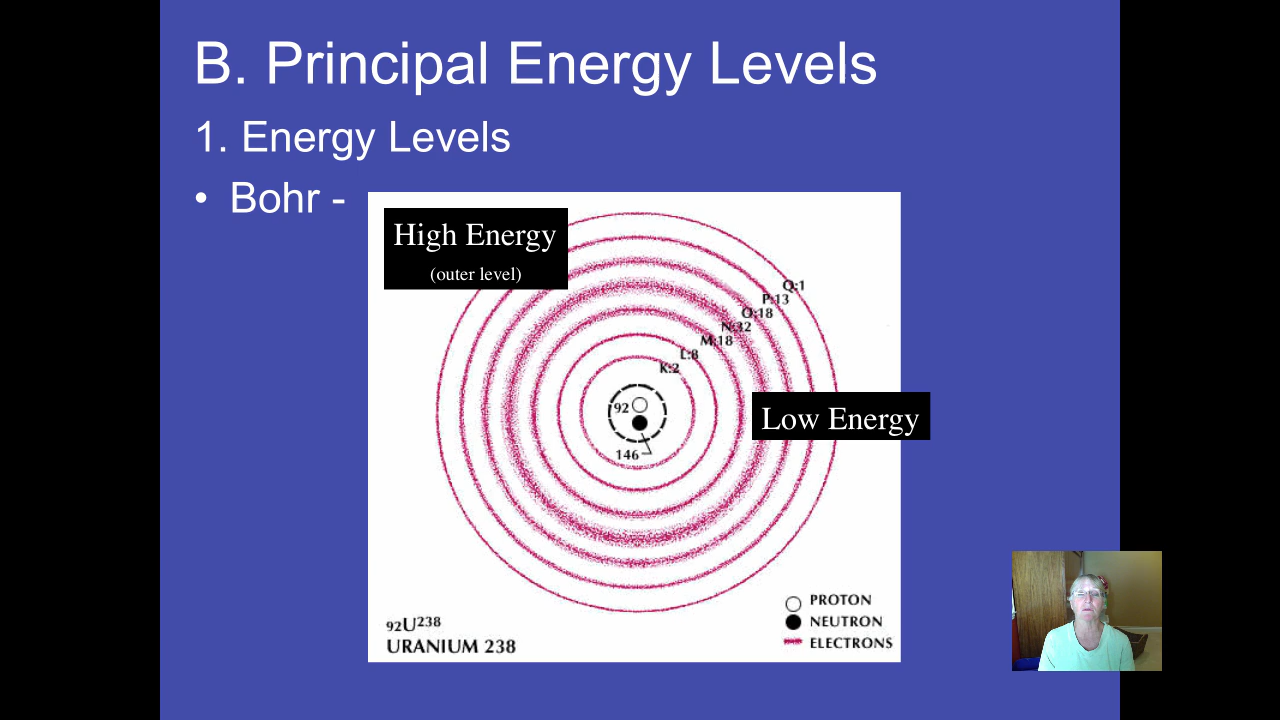 B. Principal Energy Levels
1. Energy Levels
• Bohr -
High Energy
(outer level)
Q:1
P:13
O:18
N:32
M:18
L:8
K:2
92
146
Low Energy
PROTON
NEUTRON
ELECTRONS
92U238
URANIUM 238